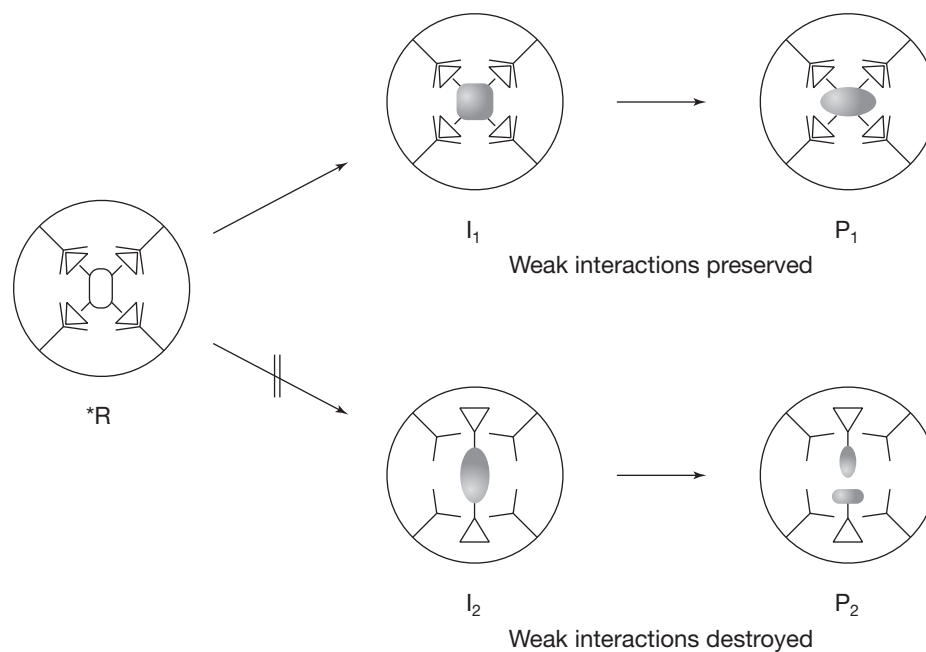 I₁
P₁
Weak interactions preserved
*R
I₂
P₂
Weak interactions destroyed